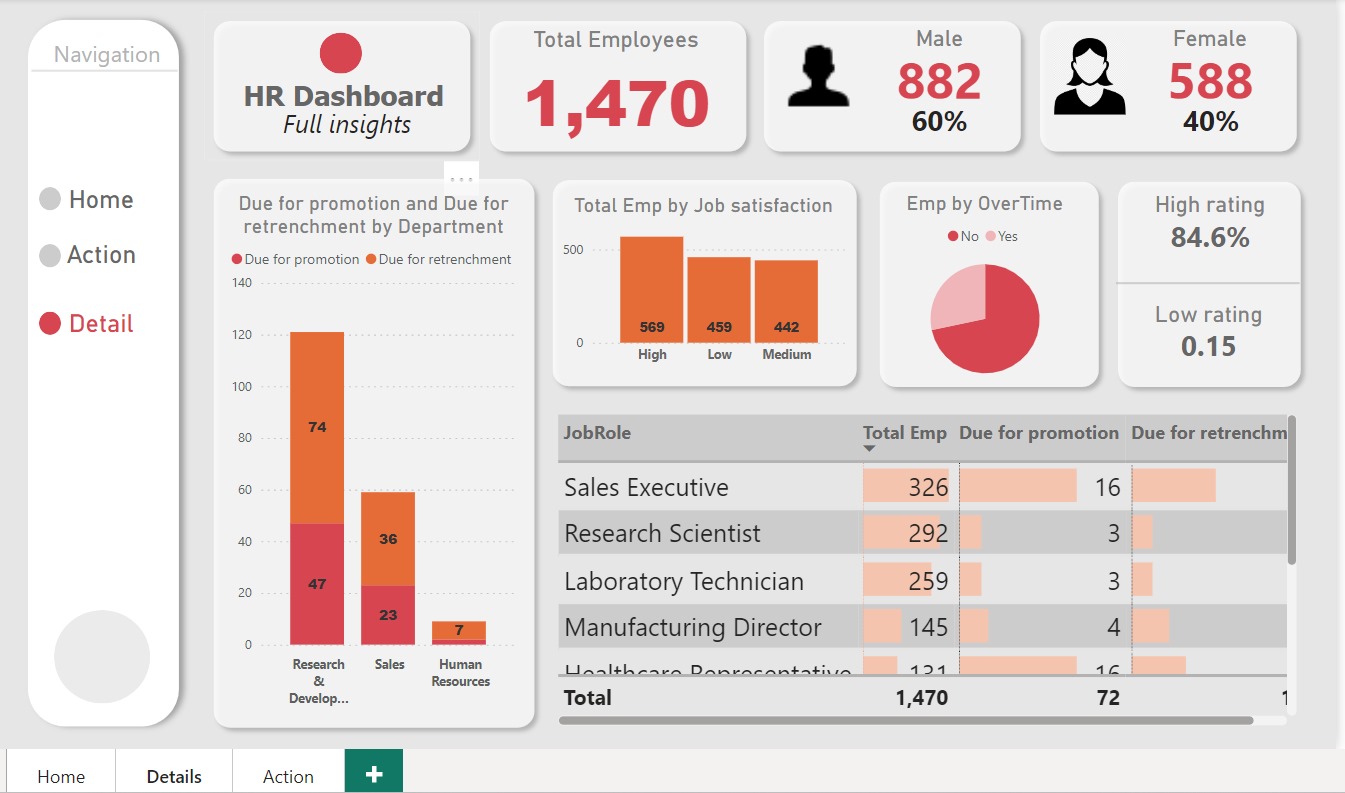 Navigation
Home
Action
Detail
HR Dashboard
Full insights
Total Employees
1,470
Male
882
60%
Female
588
40%
...
Due for promotion and Due for
retrenchment by Department
Due for promotion Due for retrenchment
140
120
100
80
60
40
20
0
74
47
36
23
7
Research
&
Develop...
Sales
Human
Resources
Total Emp by Job satisfaction
500
0
569 459 442
High Low Medium
Emp by OverTime
No Yes
High rating
84.6%
Low rating
0.15
JobRole Total Emp Due for promotion Due for retrenchm
Sales Executive 326 16
Research Scientist 292 3
Laboratory Technician 259 3
Manufacturing Director 145 4
Healthcare Representative 131 16
Total 1,470 72 1
Home Details Action +